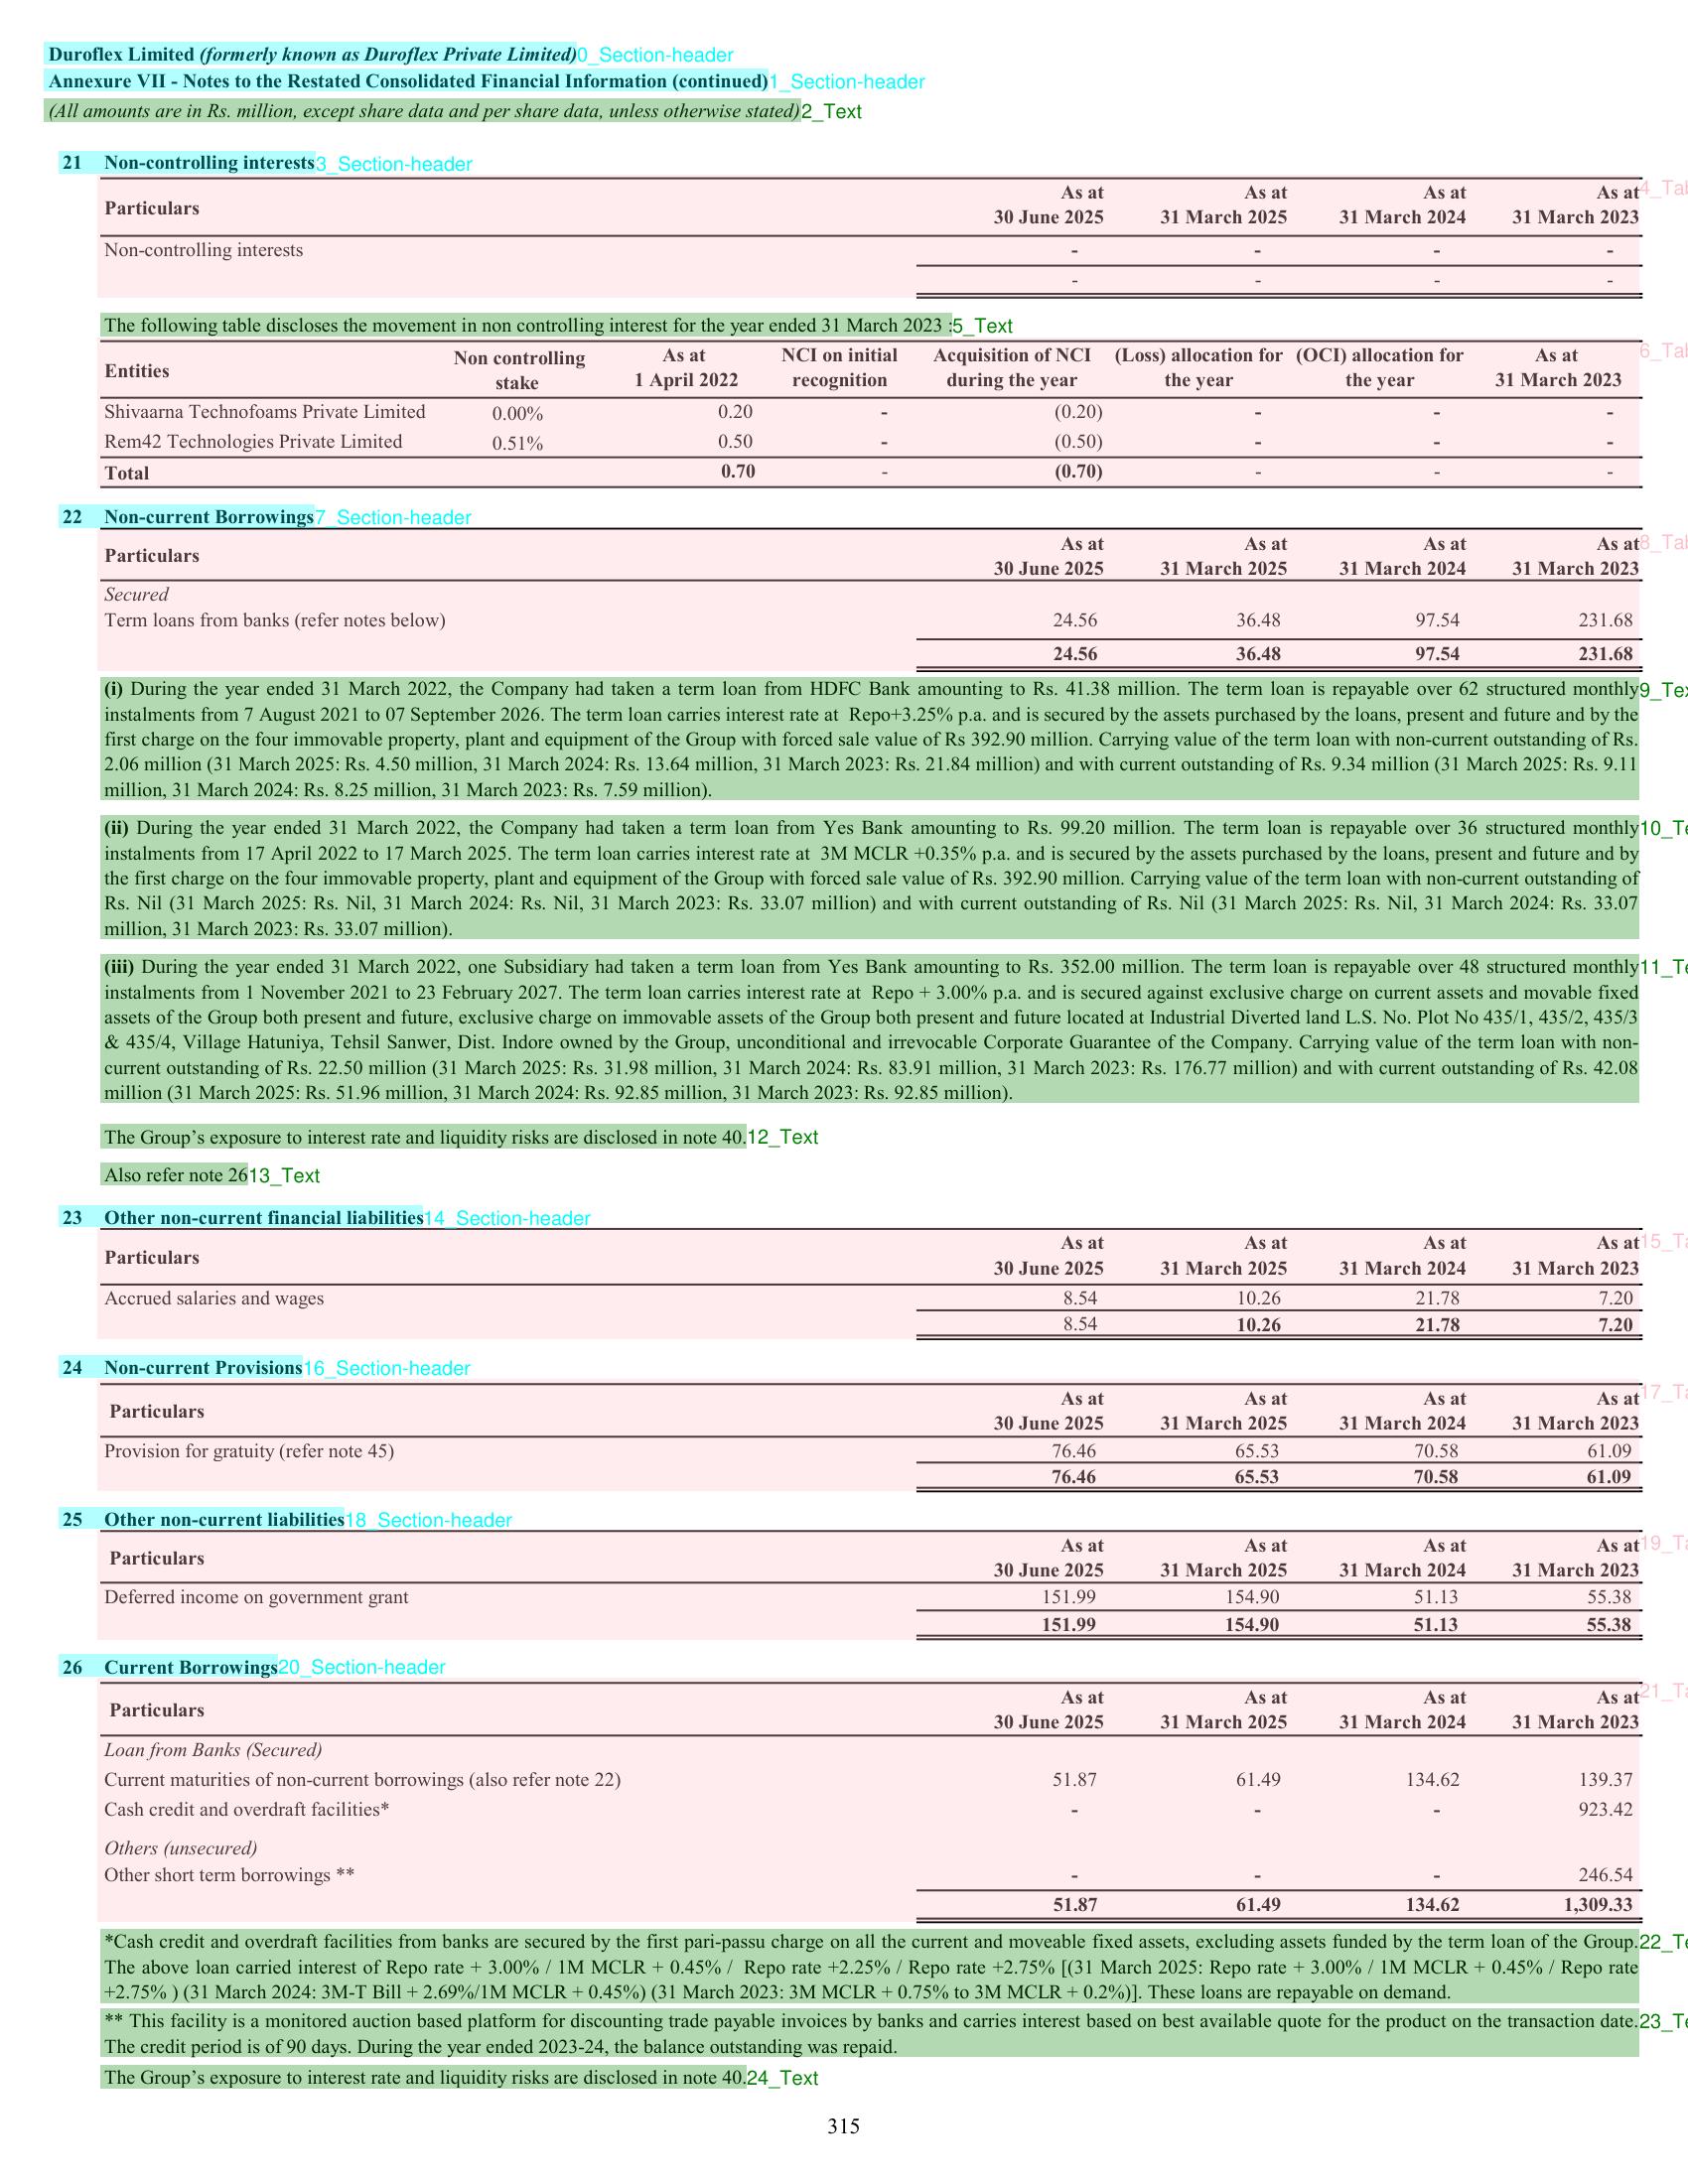 Duroflex Limited (formerly known as Duroflex Private Limited)0_Section-header
Annexure VII - Notes to the Restated Consolidated Financial Information (continued)1_Section-header
(All amounts are in Rs. million, except share data and per share data, unless otherwise stated)2_Text
21 Non-controlling interests3_Section-header
Particulars As at 30 June 2025 As at 31 March 2025 As at 31 March 2024 As at 31 March 2023 4_Tab
Non-controlling interests - - - -
- - - -
The following table discloses the movement in non controlling interest for the year ended 31 March 2023 :5_Text
Entities Non controlling stake As at 1 April 2022 NCI on initial recognition Acquisition of NCI during the year (Loss) allocation for the year (OCI) allocation for the year As at 31 March 2023 6_Tab
Shivaarna Technofoams Private Limited 0.00% 0.20 - (0.20) - - -
Rem42 Technologies Private Limited 0.51% 0.50 - (0.50) - - -
Total 0.70 - (0.70) - - -
22 Non-current Borrowings7_Section-header
Particulars As at 30 June 2025 As at 31 March 2025 As at 31 March 2024 As at 31 March 2023 8_Tab
Secured
Term loans from banks (refer notes below) 24.56 36.48 97.54 231.68
24.56 36.48 97.54 231.68
(i) During the year ended 31 March 2022, the Company had taken a term loan from HDFC Bank amounting to Rs. 41.38 million. The term loan is repayable over 62 structured monthly9_Tex
instalments from 7 August 2021 to 07 September 2026. The term loan carries interest rate at Repo+3.25% p.a. and is secured by the assets purchased by the loans, present and future and by the
first charge on the four immovable property, plant and equipment of the Group with forced sale value of Rs 392.90 million. Carrying value of the term loan with non-current outstanding of Rs.
2.06 million (31 March 2025: Rs. 4.50 million, 31 March 2024: Rs. 13.64 million, 31 March 2023: Rs. 21.84 million) and with current outstanding of Rs. 9.34 million (31 March 2025: Rs. 9.11
million, 31 March 2024: Rs. 8.25 million, 31 March 2023: Rs. 7.59 million).
(ii) During the year ended 31 March 2022, the Company had taken a term loan from Yes Bank amounting to Rs. 99.20 million. The term loan is repayable over 36 structured monthly10_Te
instalments from 17 April 2022 to 17 March 2025. The term loan carries interest rate at 3M MCLR +0.35% p.a. and is secured by the assets purchased by the loans, present and future and by
the first charge on the four immovable property, plant and equipment of the Group with forced sale value of Rs. 392.90 million. Carrying value of the term loan with non-current outstanding of
Rs. Nil (31 March 2025: Rs. Nil, 31 March 2024: Rs. Nil, 31 March 2023: Rs. 33.07 million) and with current outstanding of Rs. Nil (31 March 2025: Rs. Nil, 31 March 2024: Rs. 33.07
million, 31 March 2023: Rs. 33.07 million).
(iii) During the year ended 31 March 2022, one Subsidiary had taken a term loan from Yes Bank amounting to Rs. 352.00 million. The term loan is repayable over 48 structured monthly11_Te
instalments from 1 November 2021 to 23 February 2027. The term loan carries interest rate at Repo + 3.00% p.a. and is secured against exclusive charge on current assets and movable fixed
assets of the Group both present and future, exclusive charge on immovable assets of the Group both present and future located at Industrial Diverted land L.S. No. Plot No 435/1, 435/2, 435/3
& 435/4, Village Hatuniya, Tehsil Sanwer, Dist. Indore owned by the Group, unconditional and irrevocable Corporate Guarantee of the Company. Carrying value of the term loan with non-
current outstanding of Rs. 22.50 million (31 March 2025: Rs. 31.98 million, 31 March 2024: Rs. 83.91 million, 31 March 2023: Rs. 176.77 million) and with current outstanding of Rs. 42.08
million (31 March 2025: Rs. 51.96 million, 31 March 2024: Rs. 92.85 million, 31 March 2023: Rs. 92.85 million).
The Group's exposure to interest rate and liquidity risks are disclosed in note 40.12_Text
Also refer note 2613_Text
23 Other non-current financial liabilities14_Section-header
Particulars As at 30 June 2025 As at 31 March 2025 As at 31 March 2024 As at 31 March 2023 15_Ta
Accrued salaries and wages 8.54 10.26 21.78 7.20
8.54 10.26 21.78 7.20
24 Non-current Provisions16_Section-header
Particulars As at 30 June 2025 As at 31 March 2025 As at 31 March 2024 As at 31 March 2023 17_Ta
Provision for gratuity (refer note 45) 76.46 65.53 70.58 61.09
76.46 65.53 70.58 61.09
25 Other non-current liabilities18_Section-header
Particulars As at 30 June 2025 As at 31 March 2025 As at 31 March 2024 As at 31 March 2023 19_Ta
Deferred income on government grant 151.99 154.90 51.13 55.38
151.99 154.90 51.13 55.38
26 Current Borrowings20_Section-header
Particulars As at 30 June 2025 As at 31 March 2025 As at 31 March 2024 As at 31 March 2023 21_Ta
Loan from Banks (Secured)
Current maturities of non-current borrowings (also refer note 22) 51.87 61.49 134.62 139.37
Cash credit and overdraft facilities* - - - 923.42
Others (unsecured)
Other short term borrowings ** - - - 246.54
51.87 61.49 134.62 1,309.33
*Cash credit and overdraft facilities from banks are secured by the first pari-passu charge on all the current and moveable fixed assets, excluding assets funded by the term loan of the Group.22_Te
The above loan carried interest of Repo rate + 3.00% / 1M MCLR + 0.45% / Repo rate +2.25% / Repo rate +2.75% [(31 March 2025: Repo rate + 3.00% / 1M MCLR + 0.45% / Repo rate
+2.75% ) (31 March 2024: 3M-T Bill + 2.69%/1M MCLR + 0.45%) (31 March 2023: 3M MCLR + 0.75% to 3M MCLR + 0.2%)]. These loans are repayable on demand.
** This facility is a monitored auction based platform for discounting trade payable invoices by banks and carries interest based on best available quote for the product on the transaction date.23_Te
The credit period is of 90 days. During the year ended 2023-24, the balance outstanding was repaid.
The Group's exposure to interest rate and liquidity risks are disclosed in note 40.24_Text
315